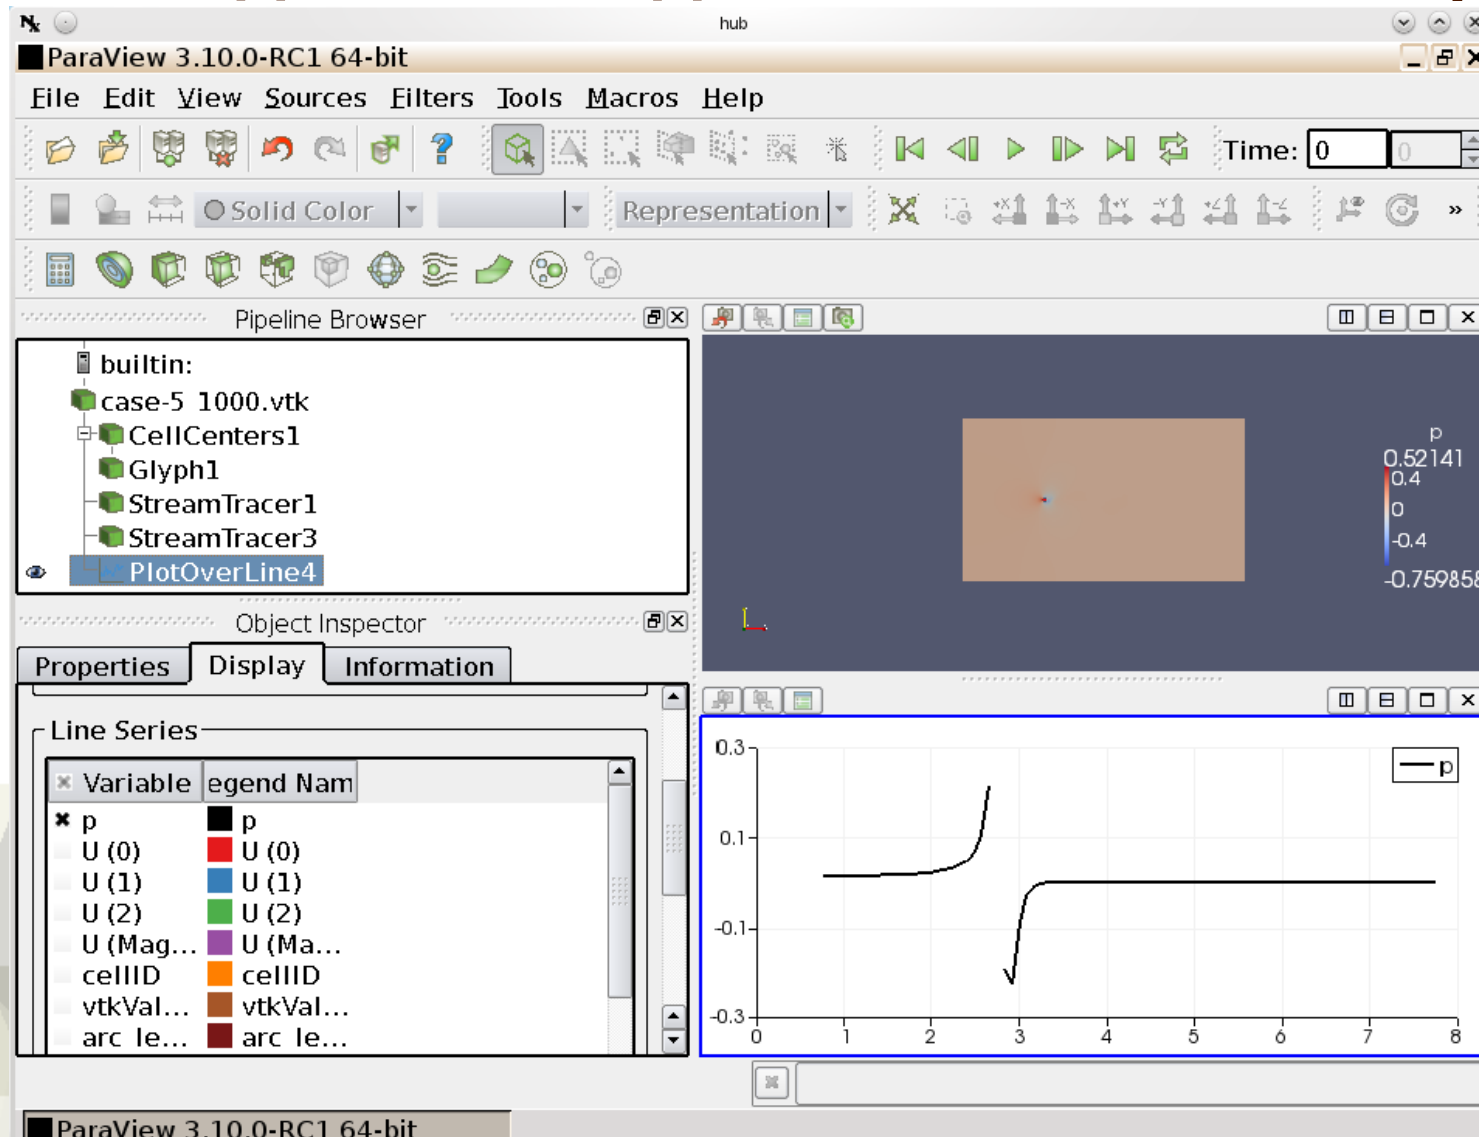 hub
ParaView 3.10.0-RC1 64-bit
File Edit View Sources Filters Tools Macros Help
Time: 0 0
Solid Color Representation »
Pipeline Browser
builtin:
case-5 1000.vtk
CellCenters1
Glyph1
StreamTracer1
StreamTracer3
PlotOverLine4
p
0.52141
0.4
0
-0.4
-0.759858
Object Inspector
Properties Display Information
Line Series
Variable egend Nam
p p
U (0) U (0)
U (1) U (1)
U (2) U (2)
U (Mag... U (Ma...
cellID cellID
vtkVal... vtkVal...
arc le... arc le...
p
0.3
0.1
-0.1
-0.3
0 1 2 3 4 5 6 7 8
ParaView 3.10.0-RC1 64-bit